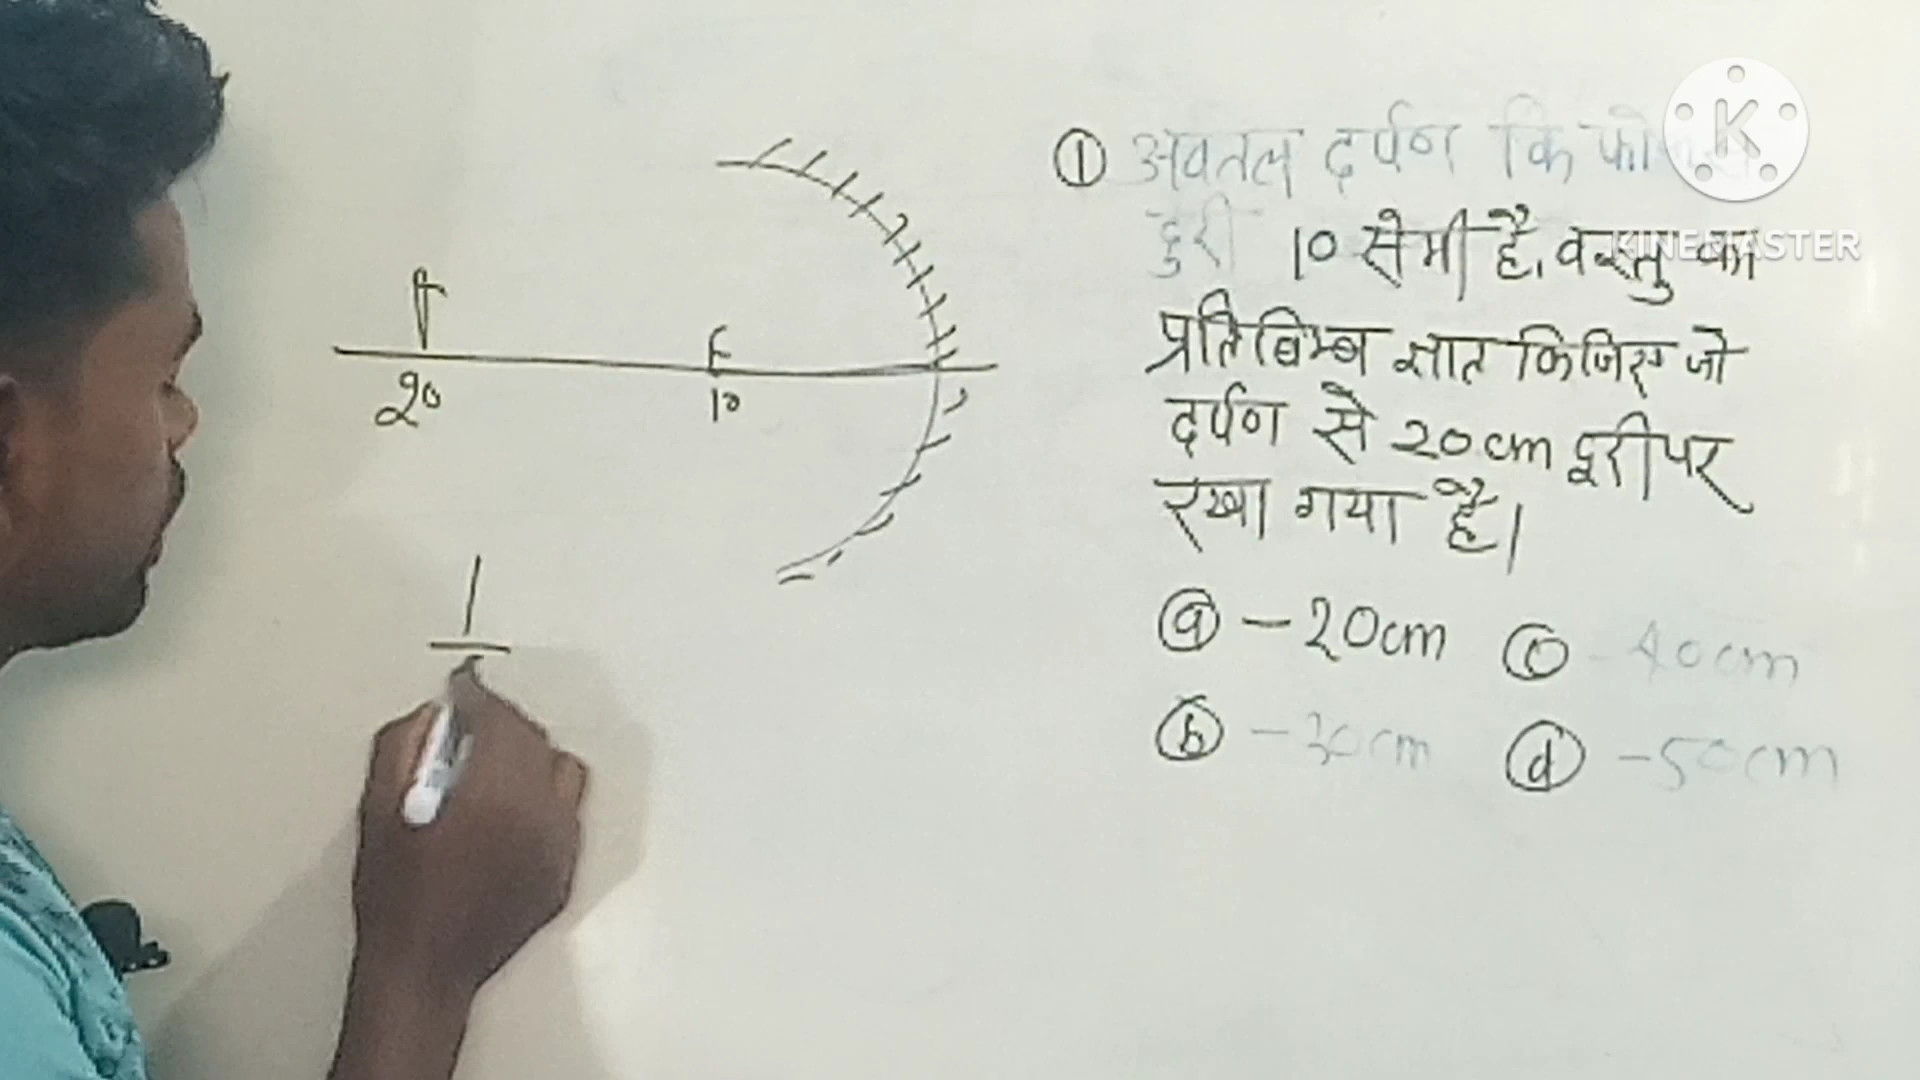 ① अवतल दर्पण कि
दुरी 10 सेमी है, वस्तु का
प्रतिबिम्ब ज्ञात किजिए जो
दर्पण से 20 cm दूरी पर
रखा गया है।
ⓐ -20cm ⓒ -40cm
ⓑ -30cm ⓓ -50cm
F
20 10
1
K
KINEMASTER